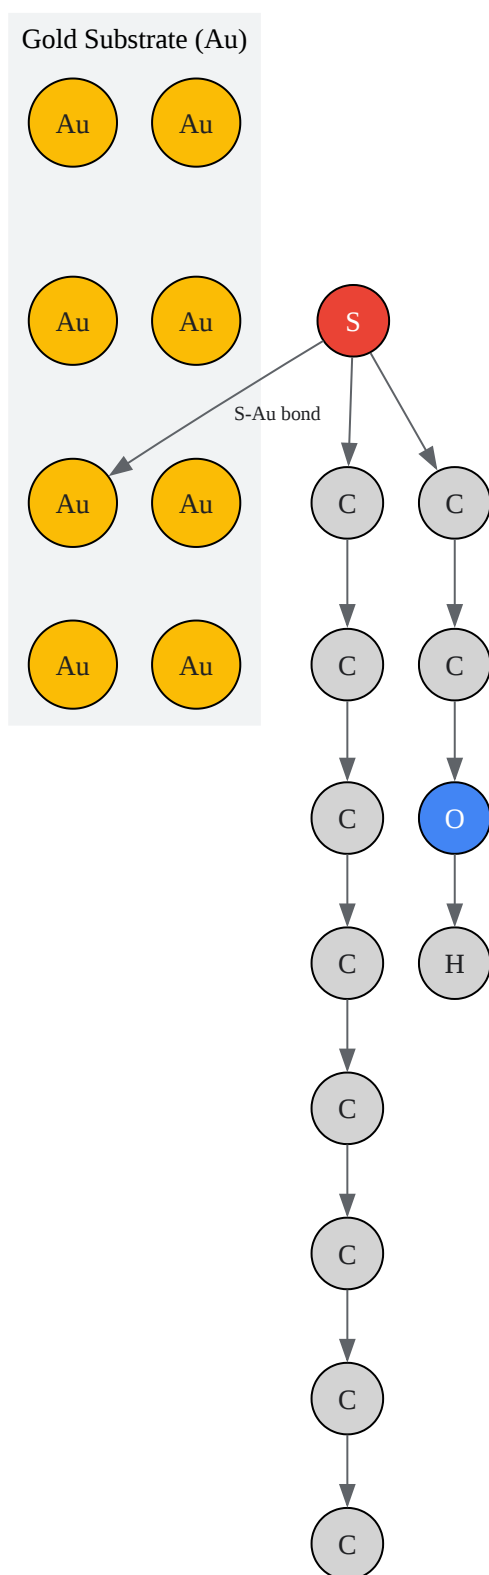 Gold Substrate (Au)
Au Au
Au Au S
S-Au bond
Au Au C C
Au Au C C
C O
C H
C
C
C
C